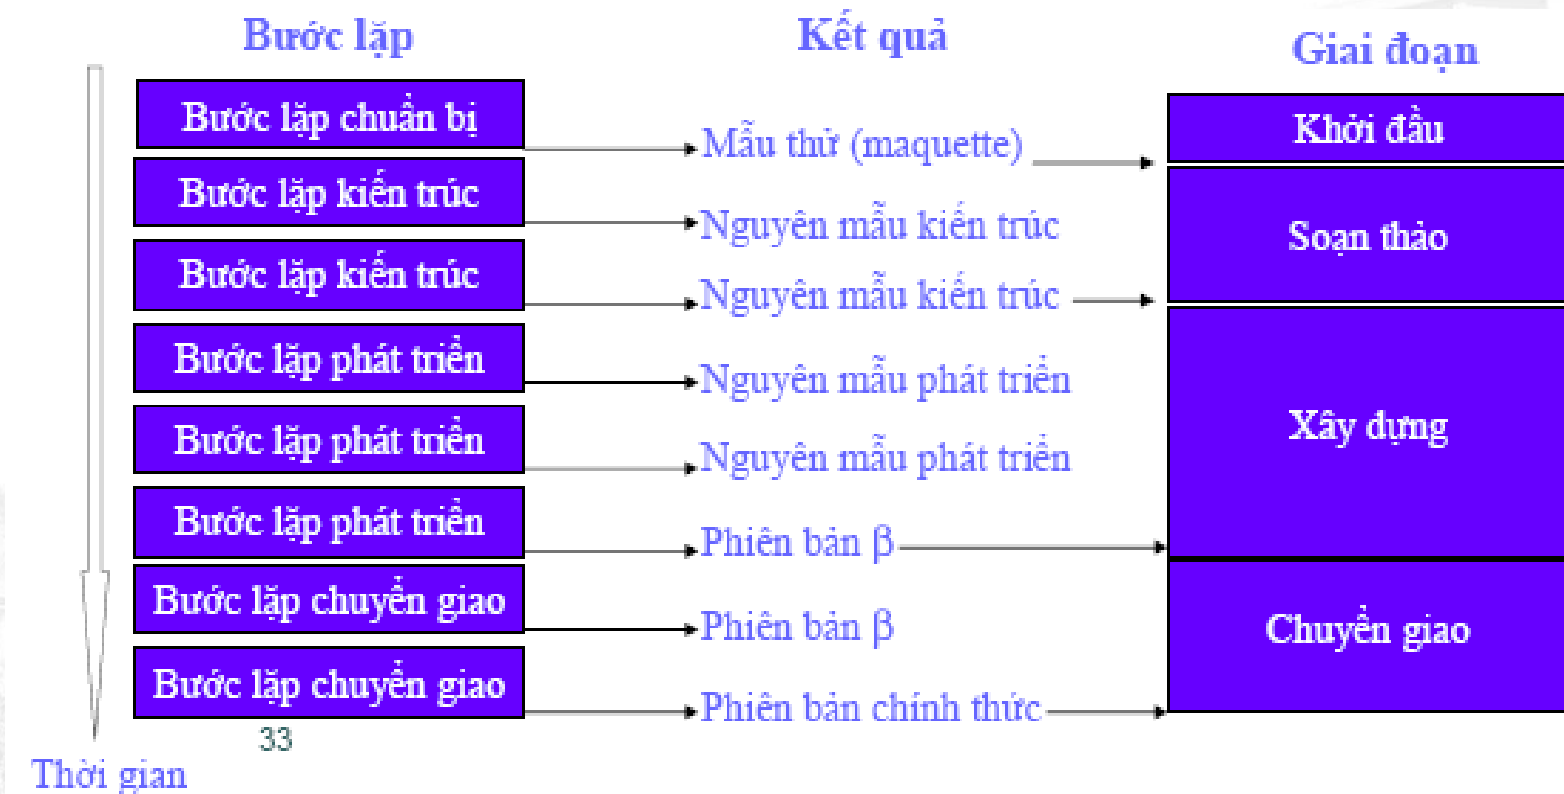 Bước lặp
Kết quả
Giai đoạn
Bước lặp chuẩn bị
Mẫu thử (maquette)
Khởi đầu
Bước lặp kiến trúc
Nguyên mẫu kiến trúc
Soạn thảo
Bước lặp kiến trúc
Nguyên mẫu kiến trúc
Bước lặp phát triển
Nguyên mẫu phát triển
Xây dựng
Bước lặp phát triển
Nguyên mẫu phát triển
Bước lặp phát triển
Phiên bản β
Bước lặp chuyển giao
Phiên bản β
Chuyển giao
Bước lặp chuyển giao
Phiên bản chính thức
33
Thời gian